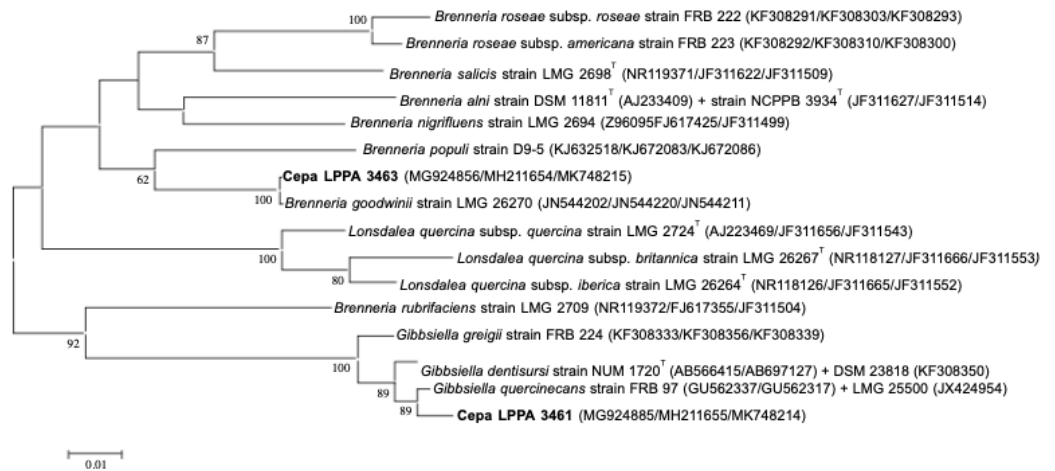 100
Brenneria roseae subsp. roseae strain FRB 222 (KF308291/KF308303/KF308293)
87
Brenneria roseae subsp. americana strain FRB 223 (KF308292/KF308310/KF308300)
Brenneria salicis strain LMG 2698T (NR119371/JF311622/JF311509)
Brenneria alni strain DSM 11811T (AJ233409) + strain NCPPB 3934T (JF311627/JF311514)
Brenneria nigrifluens strain LMG 2694 (Z96095FJ617425/JF311499)
Brenneria populi strain D9-5 (KJ632518/KJ672083/KJ672086)
62
Cepa LPPA 3463 (MG924856/MH211654/MK748215)
100
Brenneria goodwinii strain LMG 26270 (JN544202/JN544220/JN544211)
Lonsdalea quercina subsp. quercina strain LMG 2724T (AJ223469/JF311656/JF311543)
100
Lonsdalea quercina subsp. britannica strain LMG 26267T (NR118127/JF311666/JF311553)
80
Lonsdalea quercina subsp. iberica strain LMG 26264T (NR118126/JF311665/JF311552)
Brenneria rubrifaciens strain LMG 2709 (NR119372/FJ617355/JF311504)
92
Gibbsiella greigii strain FRB 224 (KF308333/KF308356/KF308339)
100
Gibbsiella dentisursi strain NUM 1720T (AB566415/AB697127) + DSM 23818 (KF308350)
89
Gibbsiella quercinecans strain FRB 97 (GU562337/GU562317) + LMG 25500 (JX424954)
89
Cepa LPPA 3461 (MG924885/MH211655/MK748214)
0.01